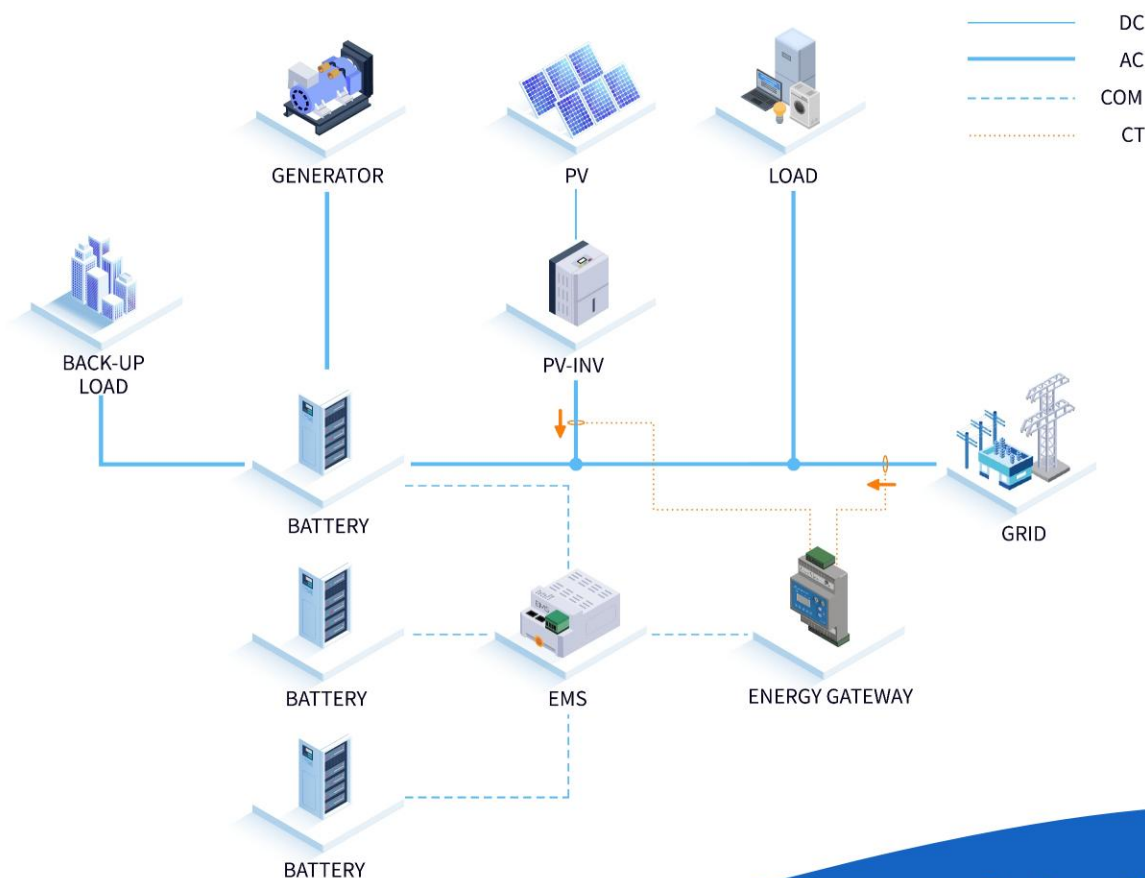 DC
AC
COM
CT
GENERATOR
PV
LOAD
BACK-UP
LOAD
PV-INV
BATTERY
GRID
BATTERY
EMS
ENERGY GATEWAY
BATTERY